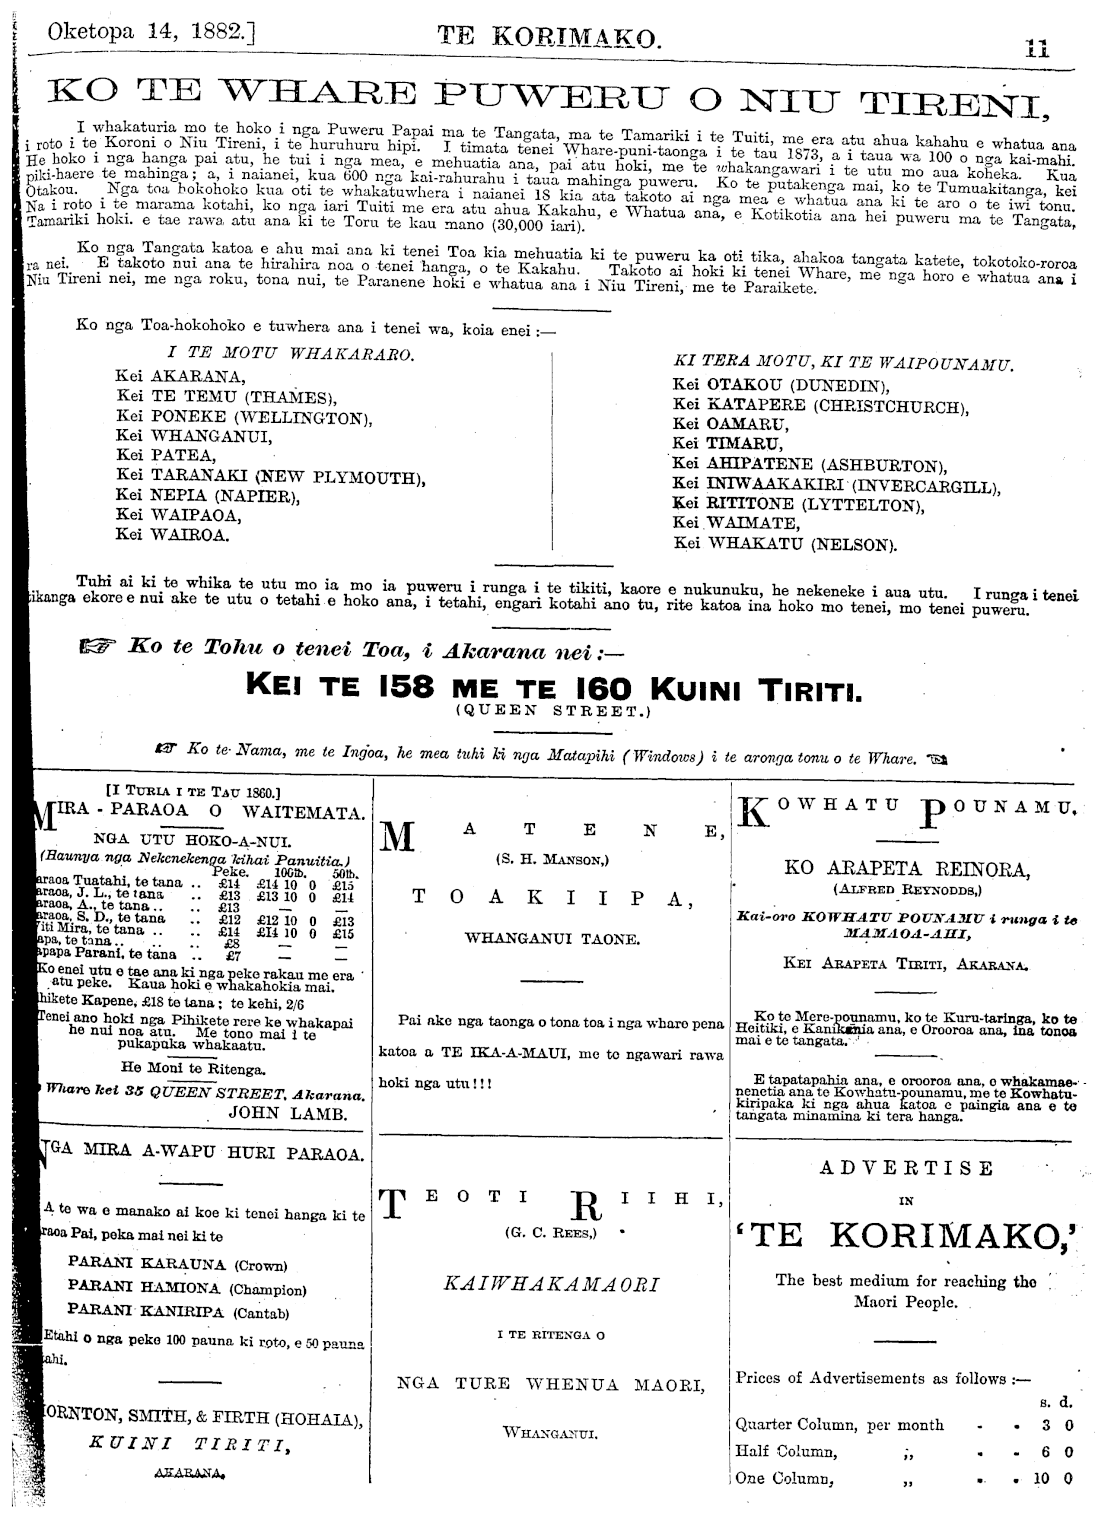 Oketopa 14, 1882.] TE KORIMAKO. 11
KO TE WHARE PUWERU O NIU TIRENI,
I whakaturia mo te hoko i nga Puweru Papai ma te Tangata, ma te Tamariki i te Tuiti, me era atu ahua kahahu e whatua ana
i roto i te Koroni o Niu Tireni, i te huruhuru hipi. I timata tenei Whare-puni-taonga i te tau 1873, a i taua wa 100 o nga kai-mahi.
He hoko i nga hanga pai atu, he tui i nga mea, e mehuatia ana, pai atu hoki, me te whakangawari i te utu mo aua koheka. Kua
piki-haere te mahinga; a, i naianei, kua 600 nga kai-rahurahu i taua mahinga puweru. Ko te putakenga mai, ko te Tumuakitanga, kei
Otakou. Nga toa hokohoko kua oti te whakatuwhera i naianei 18 kia ata takoto ai nga mea e whatua ana ki te aro o te iwi tonu.
Na i roto i te marama kotahi, ko nga iari Tuiti me era atu ahua Kakahu, e Whatua ana, e Kotikotia ana hei puweru ma te Tangata,
Tamariki hoki. e tae rawa atu ana ki te Toru te kau mano (30,000 iari).
Ko nga Tangata katoa e ahu mai ana ki tenei Toa kia mehuatia ki te puweru ka oti tika, ahakoa tangata katete, tokotoko-roroa
ra nei. E takoto nui ana te hirahira noa o tenei hanga, o te Kakahu. Takoto ai hoki ki tenei Whare, me nga horo e whatua ana i
Niu Tireni nei, me nga roku, tona nui, te Paranene hoki e whatua ana i Niu Tireni, me te Paraikete.
Ko nga Toa-hokohoko e tuwhera ana i tenei wa, koia enei :—
I TE MOTU WHAKARARO.
Kei AKARANA,
Kei TE TEMU (THAMES),
Kei PONEKE (WELLINGTON),
Kei WHANGANUI,
Kei PATEA,
Kei TARANAKI (NEW PLYMOUTH),
Kei NEPIA (NAPIER),
Kei WAIPAOA,
Kei WAIROA.
KI TERA MOTU, KI TE WAIPOUNAMU.
Kei OTAKOU (DUNEDIN),
Kei KATAPERE (CHRISTCHURCH),
Kei OAMARU,
Kei TIMARU,
Kei AHIPATENE (ASHBURTON),
Kei INIWAAKAKIRI (INVERCARGILL),
Kei RITITONE (LYTTELTON),
Kei WAIMATE,
Kei WHAKATU (NELSON).
Tuhi ai ki te whika te utu mo ia mo ia puweru i runga i te tikiti, kaore e nukunuku, he nekeneke i aua utu. I runga i tenei
ikanga ekore e nui ake te utu o tetahi e hoko ana, i tetahi, engari kotahi ano tu, rite katoa ina hoko mo tenei, mo tenei puweru.
☞ Ko te Tohu o tenei Toa, i Akarana nei :—
KEI TE 158 ME TE 160 KUINI TIRITI.
(QUEEN STREET.)
☞ Ko te Nama, me te Ingoa, he mea tuhi ki nga Matapihi (Windows) i te aronga tonu o te Whare. ☜
[I TURIA I TE TAU 1860.]
MIRA-PARAOA O WAITEMATA.
NGA UTU HOKO-A-NUI.
(Haunya nga Nekenekenga kihai Panuitia.)
Peke. 100lb. 50lb.
araoa Tuatahi, te tana .. £14 £14 10 0 £15
araoa, J. L., te tana .. £13 £13 10 0 £14
araoa, A., te tana .. .. £13 — —
araoa, S. D., te tana .. £12 £12 10 0 £13
iti Mira, te tana .. .. £14 £14 10 0 £15
apa, te tana .. .. £8 — —
apapa Parani, te tana .. £7 — —
Ko enei utu e tae ana ki nga peke rakau me era
atu peke. Kaua hoki e whakahokia mai.
ihikete Kapene, £18 te tana; te kehi, 2/6
Tenei ano hoki nga Pihikete rere ke whakapai
he nui noa atu. Me tono mai i te
pukapuka whakaatu.
He Moni te Ritenga.
Whare kei 35 QUEEN STREET, Akarana.
JOHN LAMB.
NGA MIRA A-WAPU HURI PARAOA.
A te wa e manako ai koe ki tenei hanga ki te
raoa Pai, peka mai nei ki te
PARANI KARAUNA (Crown)
PARANI HAMIONA (Champion)
PARANI KANIRIPA (Cantab)
Etahi o nga peke 100 pauna ki roto, e 50 pauna
ahi.
ORNTON, SMITH, & FIRTH (HOHAIA),
KUINI TIRITI,
AKARANA.
MATENE,
(S. H. MANSON,)
TOAKIIPA,
WHANGANUI TAONE.
Pai ake nga taonga o tona toa i nga whare pena
katoa a TE IKA-A-MAUI, me te ngawari rawa
hoki nga utu!!!
TEOTI RIIHI,
(G. C. REES,)
KAIWHAKAMAORI
I TE RITENGA O
NGA TURE WHENUA MAORI,
WHANGANUI.
KOWHATU POUNAMU.
KO ARAPETA REINORA,
(ALFRED REYNODDS,)
Kai-oro KOWHATU POUNAMU i runga i te
MAMAOA-AHI,
KEI ARAPETA TIRITI, AKARANA.
Ko te Mere-pounamu, ko te Kuru-taringa, ko te
Heitiki, e Kanikania ana, e Orooroa ana, ina tonoa
mai e te tangata.
E tapatapahia ana, e orooroa ana, e whakamae-
nenetia ana te Kowhatu-pounamu, me te Kowhatu-
kiripaka ki nga ahua katoa e paingia ana e te
tangata minamina ki tera hanga.
ADVERTISE
IN
'TE KORIMAKO,'
The best medium for reaching the
Maori People.
Prices of Advertisements as follows :—
s. d.
Quarter Column, per month - - 3 0
Half Column, ,, - - 6 0
One Column, ,, - - 10 0